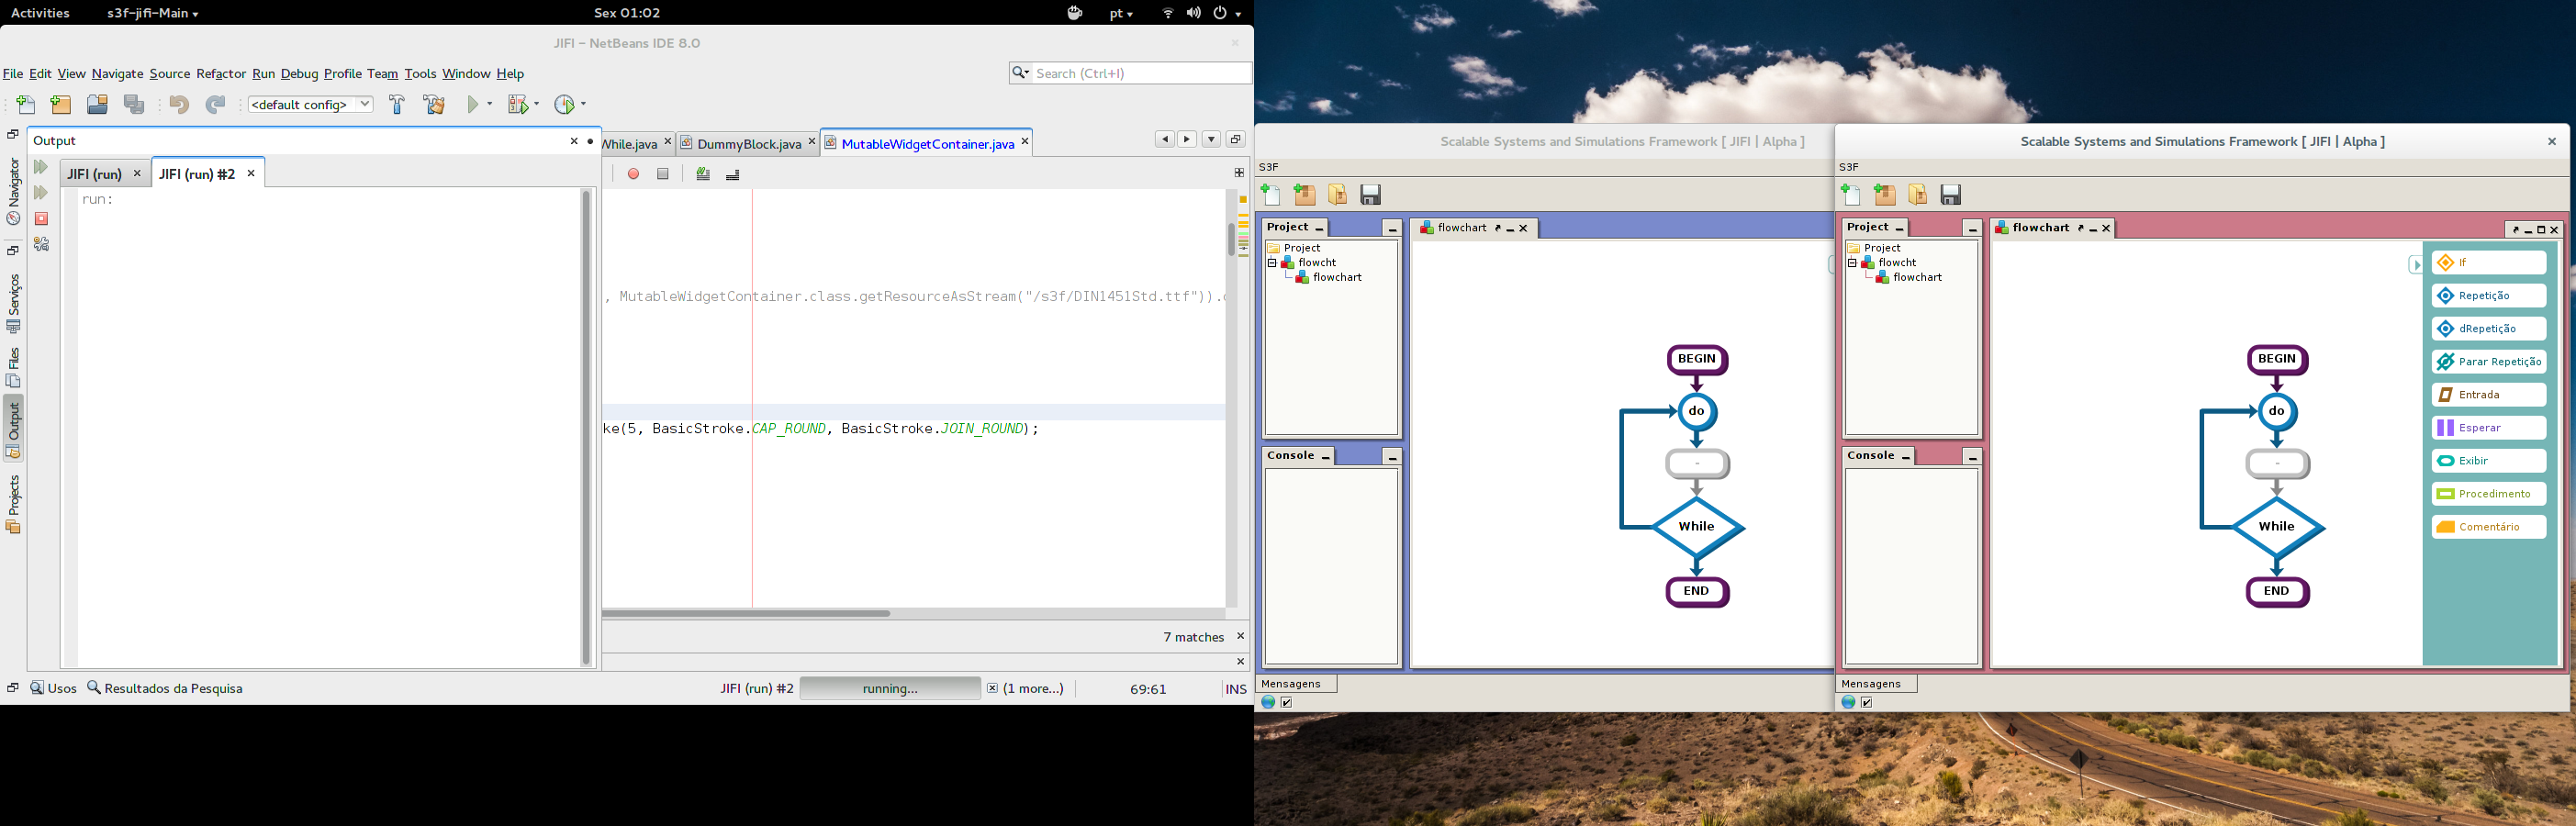 Activities s3f-jifi-Main Sex 01:02 pt
JIFI - NetBeans IDE 8.0
File Edit View Navigate Source Refactor Run Debug Profile Team Tools Window Help
Search (Ctrl+I)
<default config>
Output
JIFI (run) JIFI (run) #2
run:
Navigator
Serviços
Files
Output
Projects
While.java DummyBlock.java MutableWidgetContainer.java
, MutableWidgetContainer.class.getResourceAsStream("/s3f/DIN1451Std.ttf")).
ke(5, BasicStroke.CAP_ROUND, BasicStroke.JOIN_ROUND);
7 matches
Usos Resultados da Pesquisa
JIFI (run) #2 running... (1 more...) 69:61 INS
Scalable Systems and Simulations Framework [ JIFI | Alpha ]
S3F
Project
Project
flowcht
flowchart
Console
flowchart
BEGIN
do
-
While
END
Mensagens
Scalable Systems and Simulations Framework [ JIFI | Alpha ]
S3F
Project
Project
flowcht
flowchart
Console
flowchart
BEGIN
do
-
While
END
If
Repetição
dRepetição
Parar Repetição
Entrada
Esperar
Exibir
Procedimento
Comentário
Mensagens